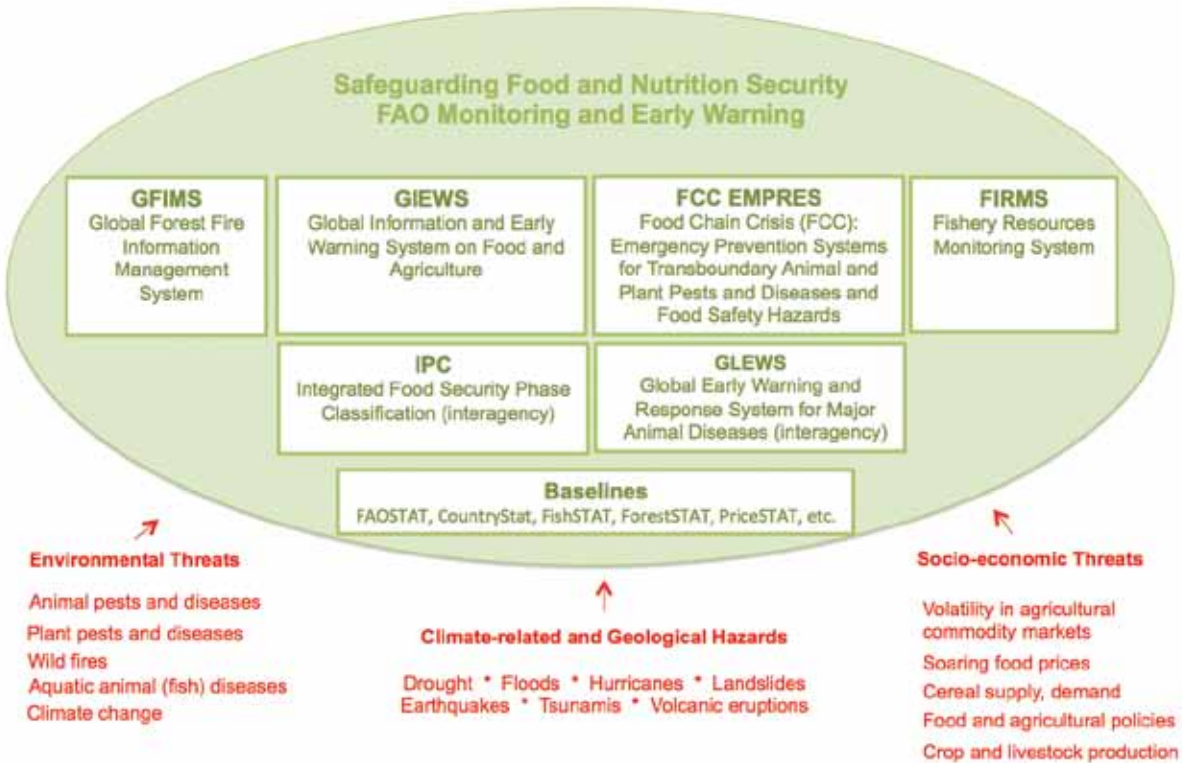 Safeguarding Food and Nutrition Security
FAO Monitoring and Early Warning
GFIMS
Global Forest Fire
Information
Management
System
GIEWS
Global Information and Early
Warning System on Food and
Agriculture
FCC EMPRES
Food Chain Crisis (FCC):
Emergency Prevention Systems
for Transboundary Animal and
Plant Pests and Diseases and
Food Safety Hazards
FIRMS
Fishery Resources
Monitoring System
IPC
Integrated Food Security Phase
Classification (interagency)
GLEWS
Global Early Warning and
Response System for Major
Animal Diseases (interagency)
Baselines
FAOSTAT, CountryStat, FishSTAT, ForestSTAT, PriceSTAT, etc.
Environmental Threats
Animal pests and diseases
Plant pests and diseases
Wild fires
Aquatic animal (fish) diseases
Climate change
Climate-related and Geological Hazards
Drought * Floods * Hurricanes * Landslides
Earthquakes * Tsunamis * Volcanic eruptions
Socio-economic Threats
Volatility in agricultural
commodity markets
Soaring food prices
Cereal supply, demand
Food and agricultural policies
Crop and livestock production